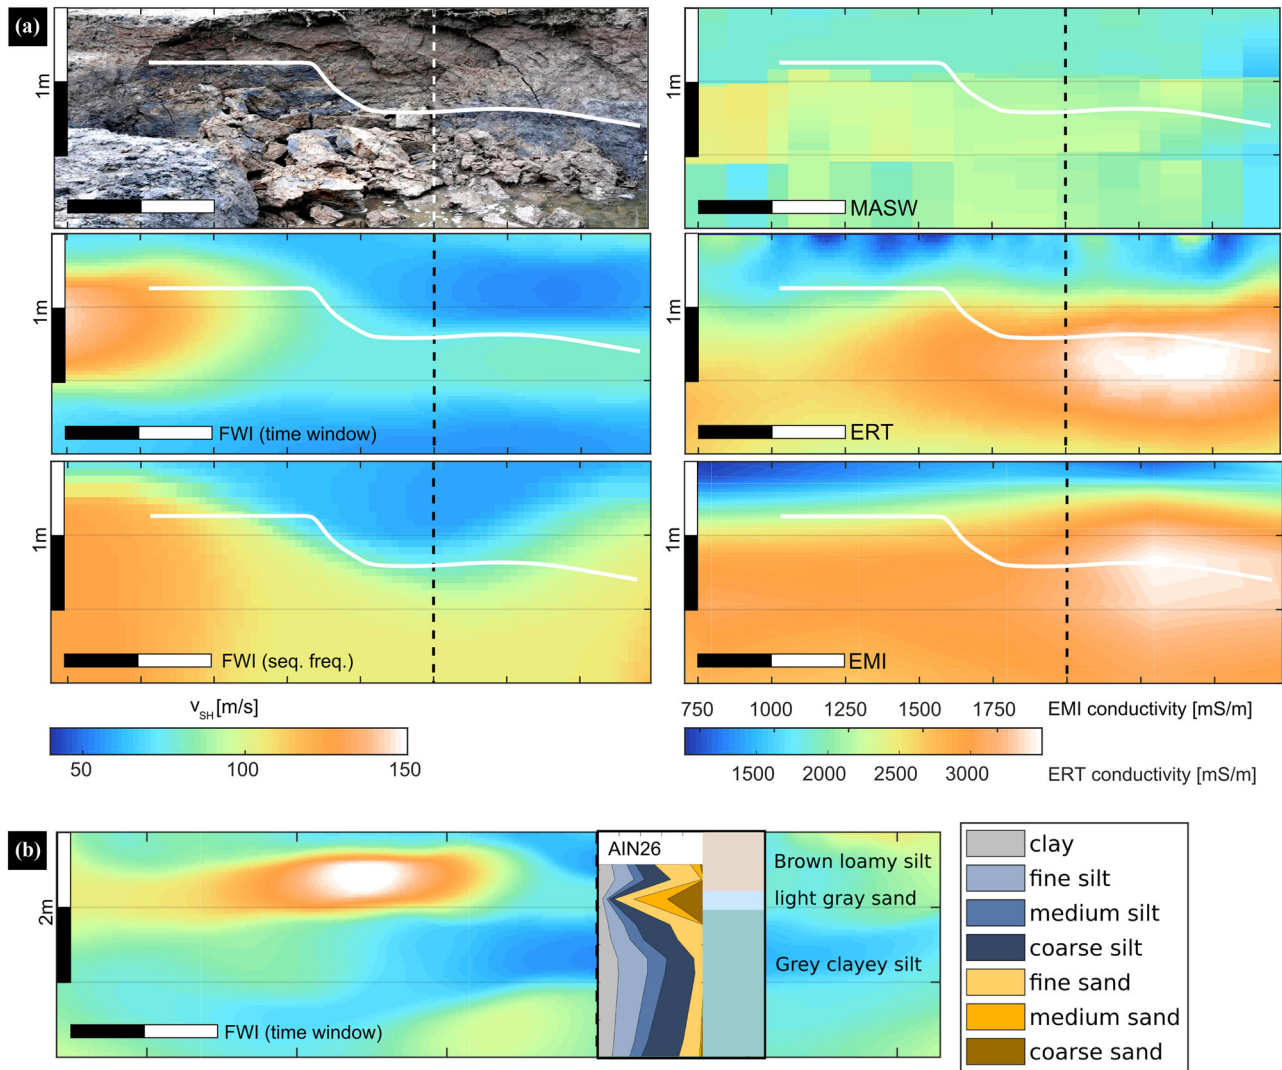 (a)
1m
MASW
1m
FWI (time window)
ERT
1m
FWI (seq. freq.)
EMI
vSH [m/s]
50 100 150
750 1000 1250 1500 1750 EMI conductivity [mS/m]
1500 2000 2500 3000 ERT conductivity [mS/m]
1m
1m
1m
(b)
2m
FWI (time window)
AIN26
Brown loamy silt
light gray sand
Grey clayey silt
clay
fine silt
medium silt
coarse silt
fine sand
medium sand
coarse sand